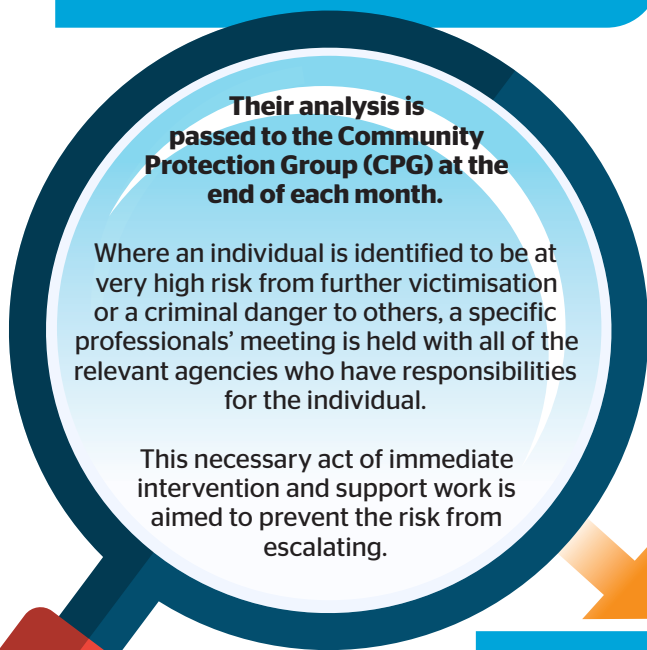 Their analysis is
passed to the Community
Protection Group (CPG) at the
end of each month.
Where an individual is identified to be at
very high risk from further victimisation
or a criminal danger to others, a specific
professionals’ meeting is held with all of the
relevant agencies who have responsibilities
for the individual.
This necessary act of immediate
intervention and support work is
aimed to prevent the risk from
escalating.